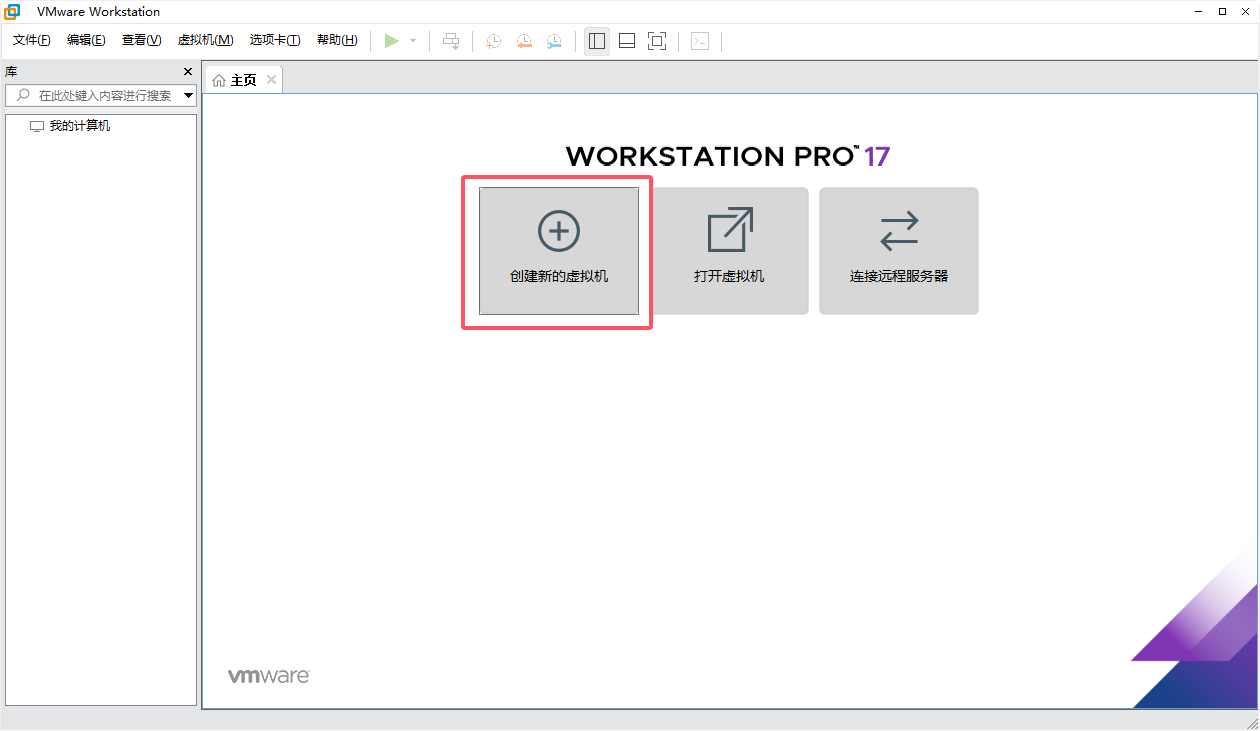 VMware Workstation
文件(F) 编辑(E) 查看(V) 虚拟机(M) 选项卡(T) 帮助(H)
库
主页
在此处键入内容进行搜索
我的计算机
WORKSTATION PRO™ 17
创建新的虚拟机 打开虚拟机 连接远程服务器
vmware